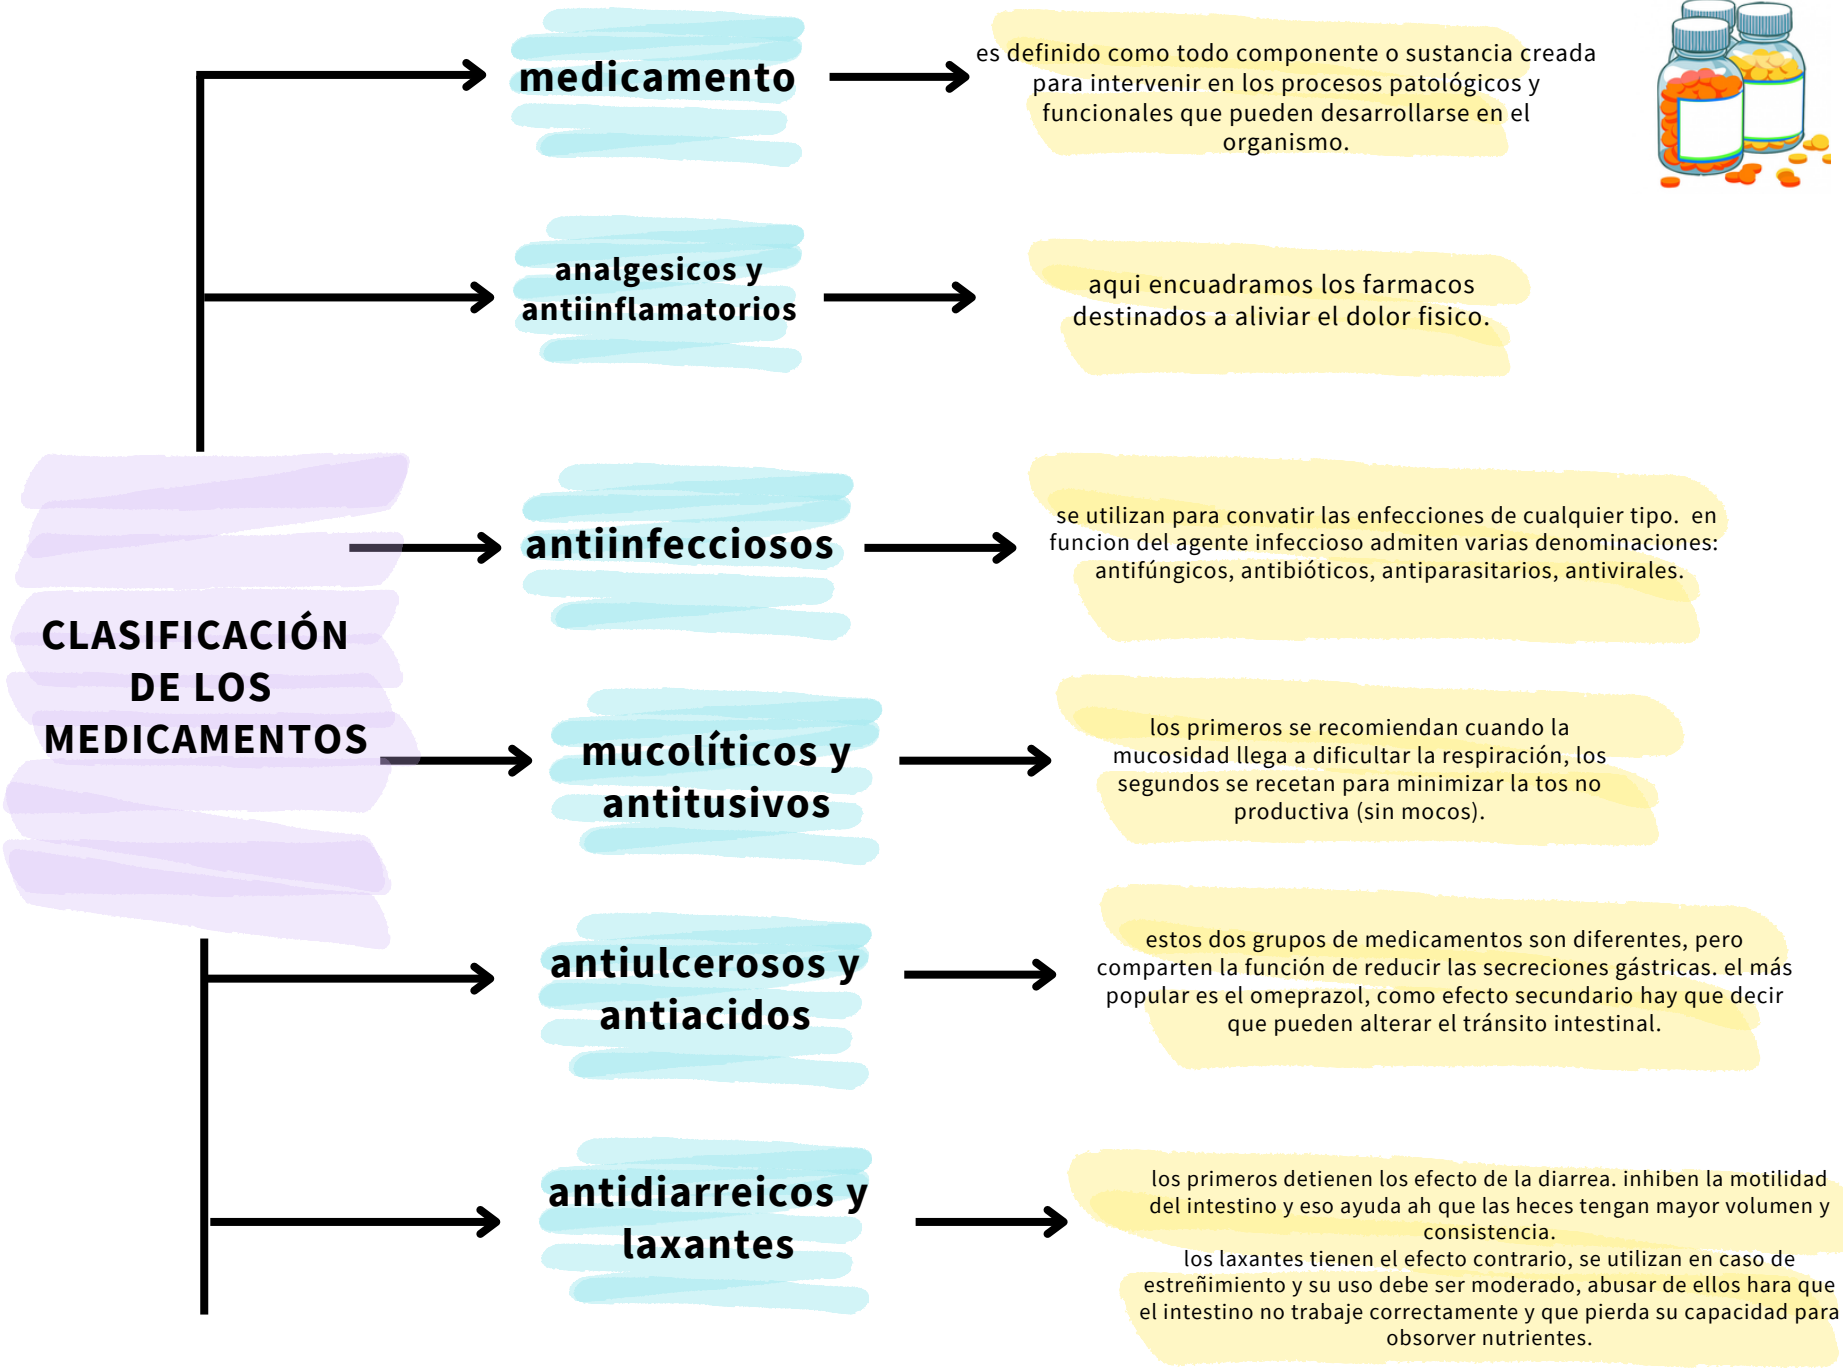 medicamento
es definido como todo componente o sustancia creada
para intervenir en los procesos patológicos y
funcionales que pueden desarrollarse en el
organismo.
analgesicos y
antiinflamatorios
aqui encuadramos los farmacos
destinados a aliviar el dolor fisico.
CLASIFICACIÓN
DE LOS
MEDICAMENTOS
antiinfecciosos
se utilizan para convatir las enfecciones de cualquier tipo. en
funcion del agente infeccioso admiten varias denominaciones:
antifúngicos, antibióticos, antiparasitarios, antivirales.
mucolíticos y
antitusivos
los primeros se recomiendan cuando la
mucosidad llega a dificultar la respiración, los
segundos se recetan para minimizar la tos no
productiva (sin mocos).
antiulcerosos y
antiacidos
estos dos grupos de medicamentos son diferentes, pero
comparten la función de reducir las secreciones gástricas. el más
popular es el omeprazol, como efecto secundario hay que decir
que pueden alterar el tránsito intestinal.
antidiarreicos y
laxantes
los primeros detienen los efecto de la diarrea. inhiben la motilidad
del intestino y eso ayuda ah que las heces tengan mayor volumen y
consistencia.
los laxantes tienen el efecto contrario, se utilizan en caso de
estreñimiento y su uso debe ser moderado, abusar de ellos hara que
el intestino no trabaje correctamente y que pierda su capacidad para
observer nutrientes.